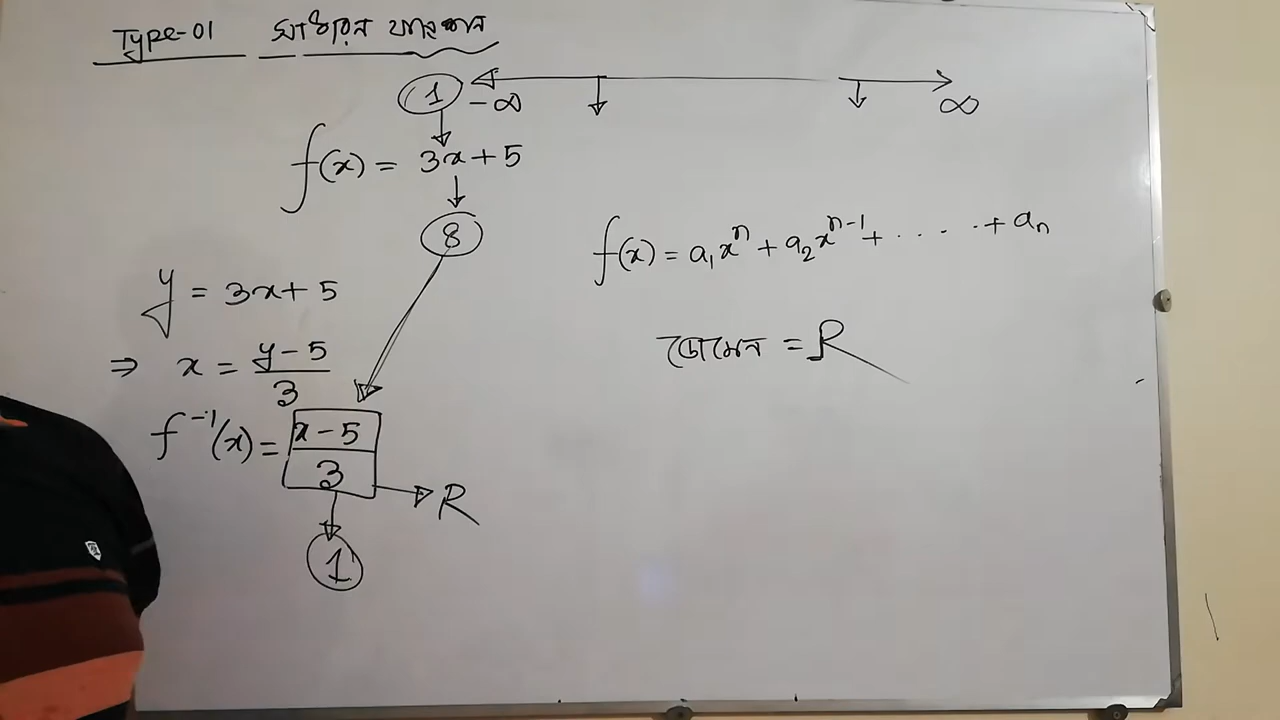 Type-01 সাধারন ফাংশন
1 -∞ ∞
f(x) = 3x+5
8
f(x) = a₁xⁿ + a₂xⁿ⁻¹ + . . . . + aₙ
y = 3x+5
ডোমেন = R
⇒ x = y-5/3
f⁻¹(x) = x-5/3
R
1